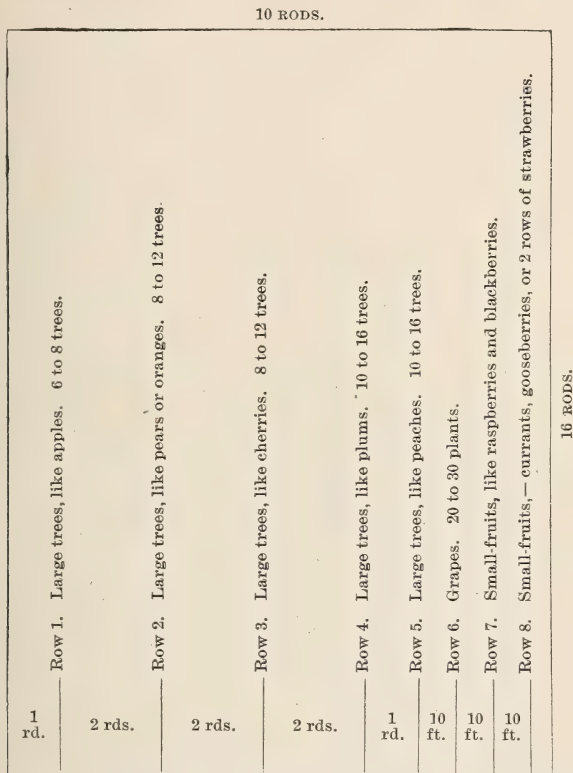 10 RODS.
Row 1. Large trees, like apples. 6 to 8 trees.
Row 2. Large trees, like pears or oranges. 8 to 12 trees.
Row 3. Large trees, like cherries. 8 to 12 trees.
Row 4. Large trees, like plums. 10 to 16 trees.
Row 5. Large trees, like peaches. 10 to 16 trees.
Row 6. Grapes. 20 to 30 plants.
Row 7. Small-fruits, like raspberries and blackberries.
Row 8. Small-fruits,— currants, gooseberries, or 2 rows of strawberries.
16 RODS.
1
rd.
2 rds.
2 rds.
2 rds.
1
rd.
10
ft.
10
ft.
10
ft.